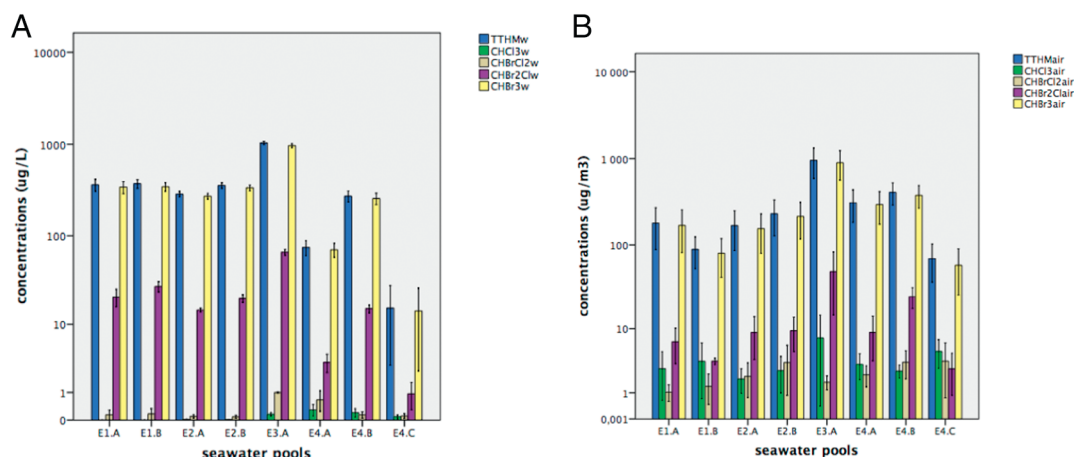 A
10000
1000
100
10
1
0
concentrations (ug/L)
E1.A E1.B E2.A E2.B E3.A E4.A E4.B E4.C
seawater pools
TTHMw
CHCl3w
CHBrCl2w
CHBr2Clw
CHBr3w
B
10 000
1 000
100
10
1
0,001
concentrations (ug/m3)
E1.A E1.B E2.A E2.B E3.A E4.A E4.B E4.C
seawater pools
TTHMair
CHCl3air
CHBrCl2air
CHBr2Clair
CHBr3air